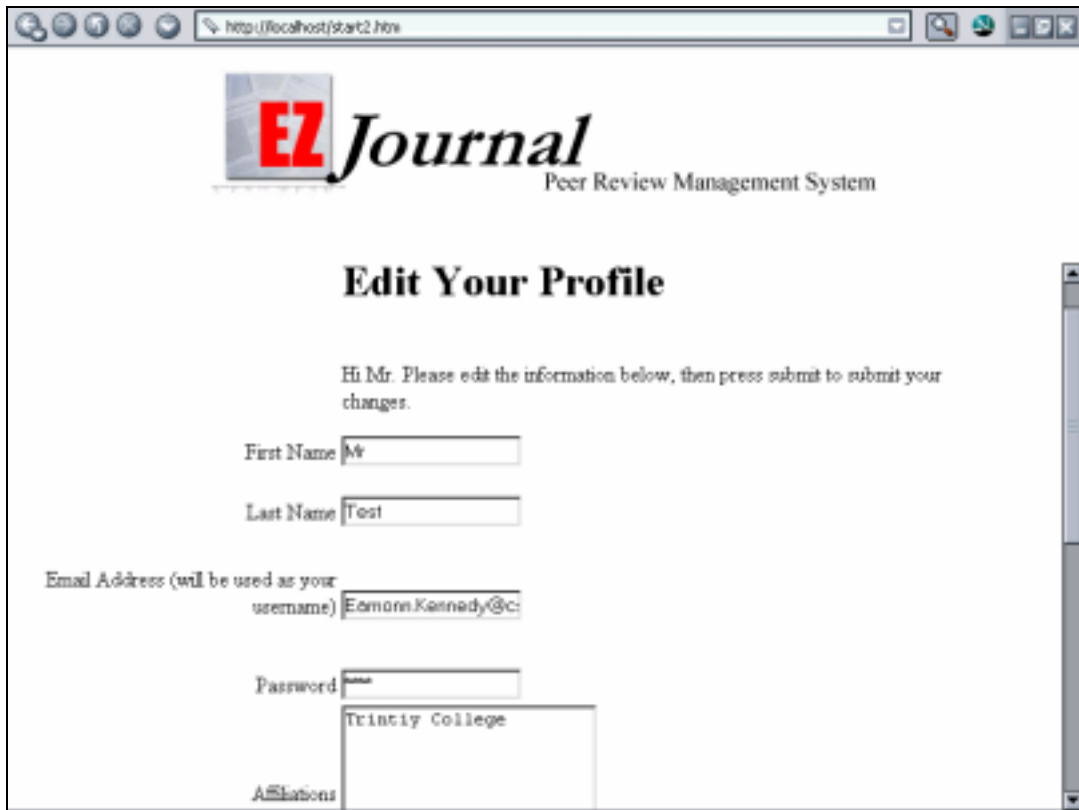 http://localhost/start2.htm
EZ Journal
Peer Review Management System
Edit Your Profile
Hi Mr. Please edit the information below, then press submit to submit your
changes.
First Name Mr
Last Name Test
Email Address (will be used as your
username) Eamonn.Kennedy@c
Password ****
Trintiy College
Affiliations